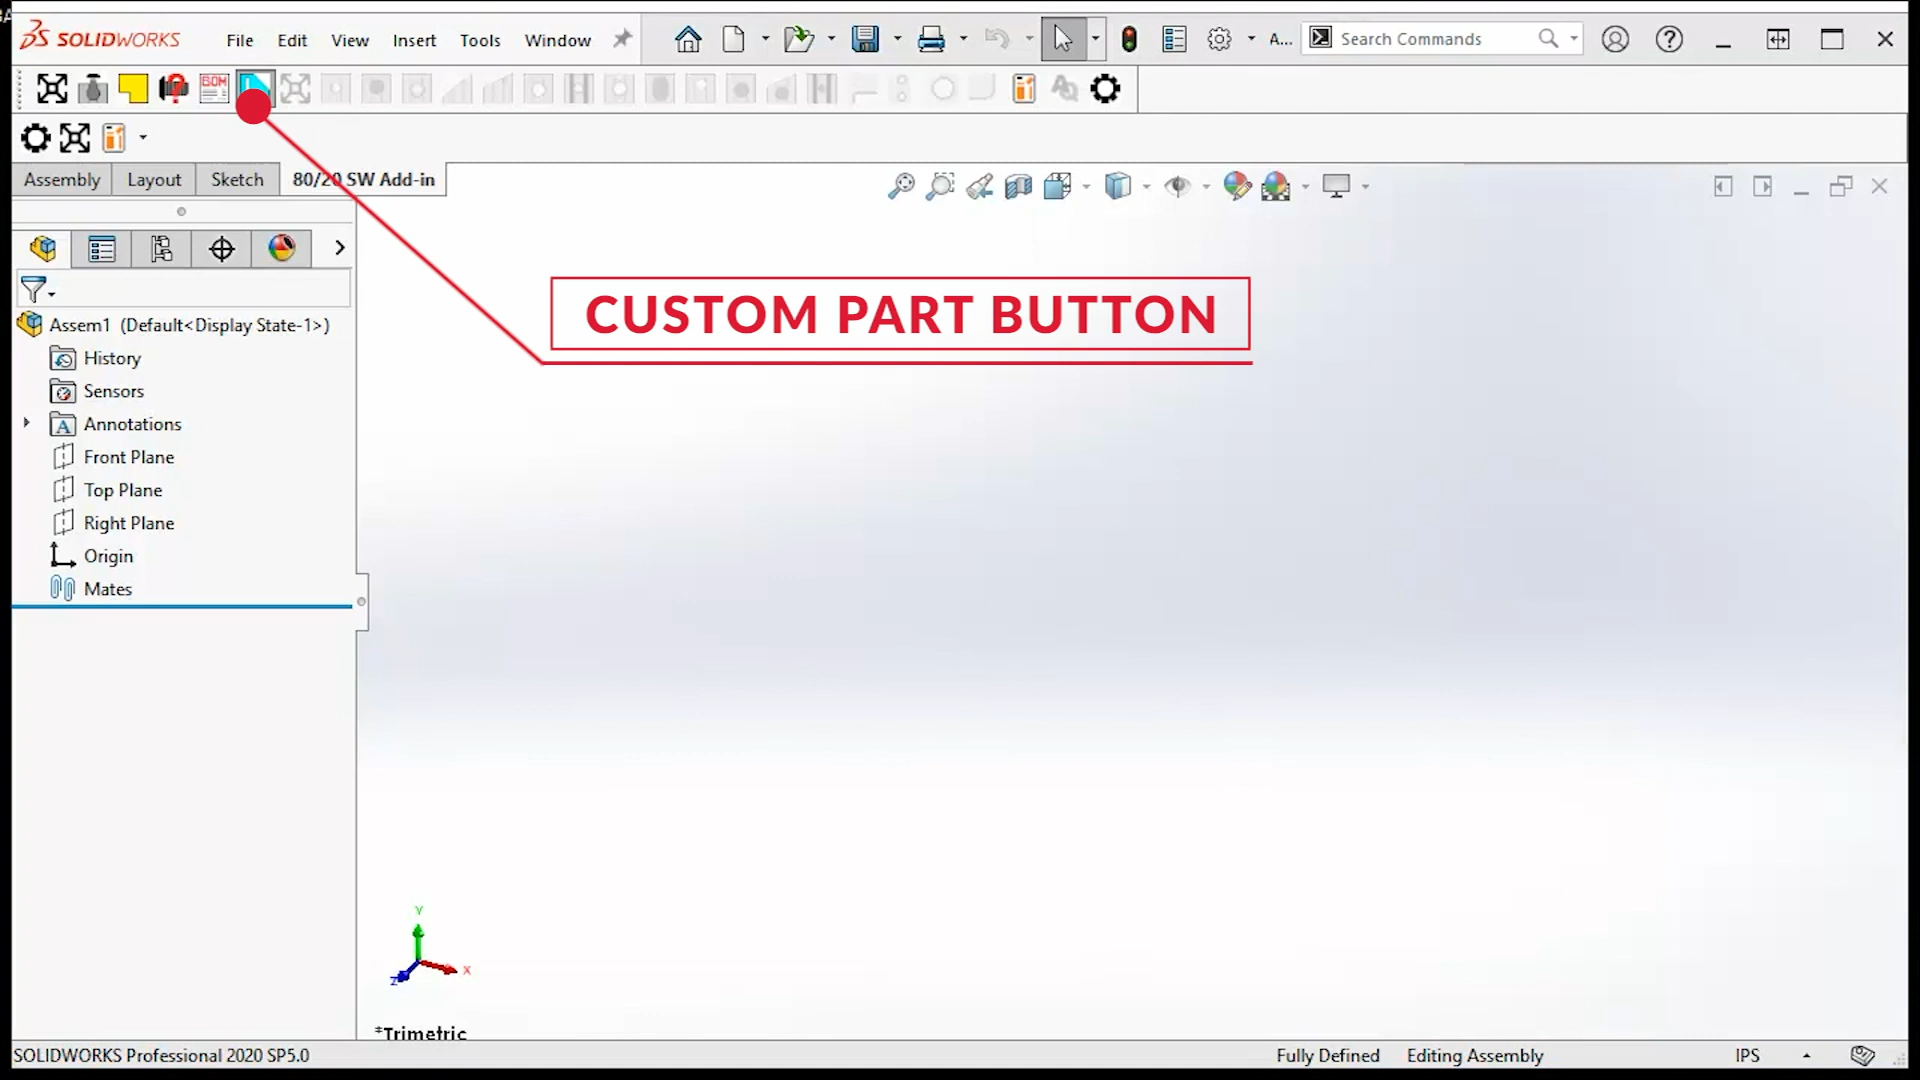 SOLIDWORKS File Edit View Insert Tools Window A... Search Commands
BOM
Assembly Layout Sketch 80/20 SW Add-in
CUSTOM PART BUTTON
Assem1 (Default<Display State-1>)
History
Sensors
A Annotations
Front Plane
Top Plane
Right Plane
Origin
Mates
Y
X
Z
*Trimetric
SOLIDWORKS Professional 2020 SP5.0 Fully Defined Editing Assembly IPS